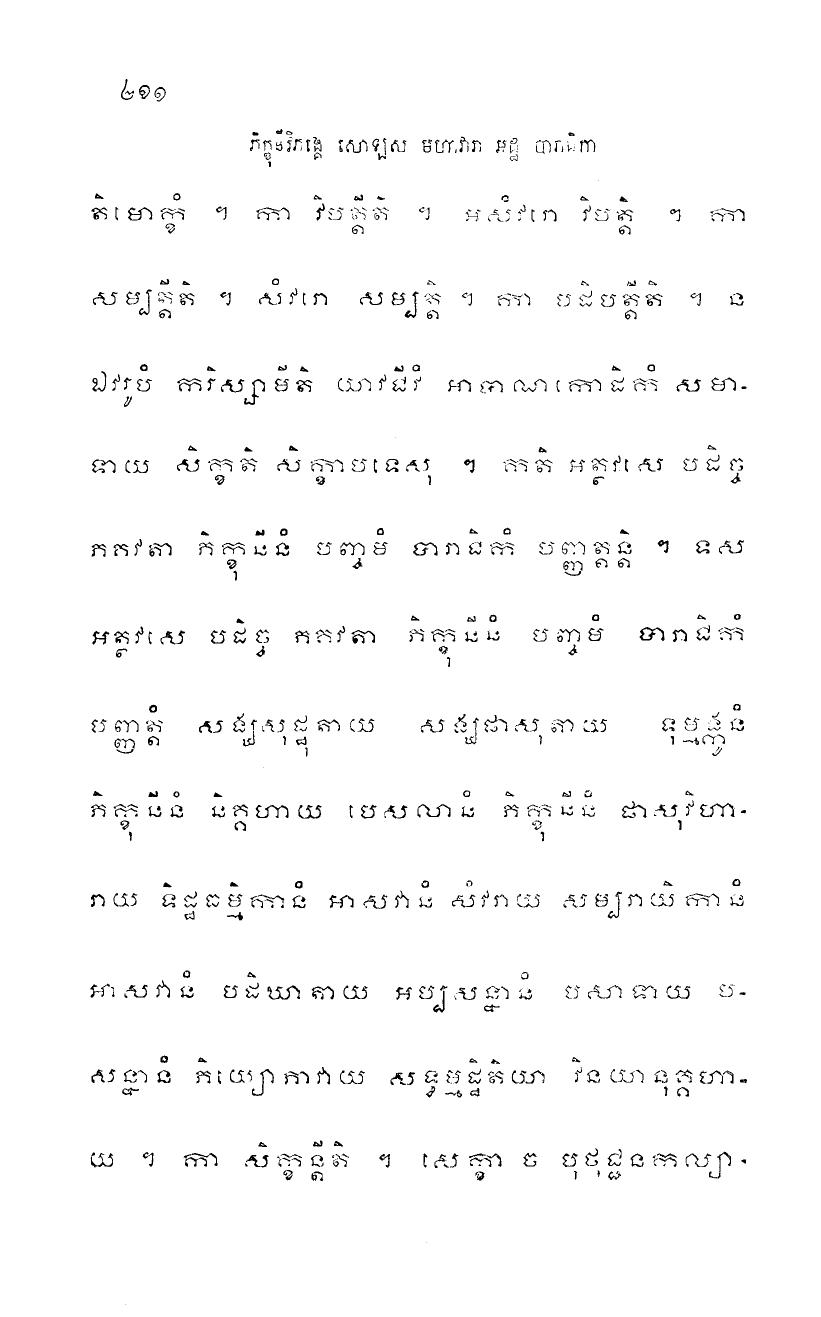 ៤១១
ភិក្ខុនីវិភង្គេ សោឡស មហាវារា អដ្ឋ បារាជិកា
តិមោក្ខំ ។ កា វិបត្តីតិ ។ អសំវរោ វិបត្តិ ។ កា
សម្បត្តីតិ ។ សំវរោ សម្បត្តិ ។ កា បដិបត្តីតិ ។ ន
ឯវរូបំ ករិស្សាមីតិ យាវជីវំ អាបាណកោដិកំ សមា-
ទាយ សិក្ខតិ សិក្ខាបទេសុ ។ កតិ អត្ថវសេ បដិច្ច
ភគវតា ភិក្ខុនីនំ បញ្ចមំ បារាជិកំ បញ្ញត្តន្តិ ។ ទស
អត្ថវសេ បដិច្ច ភគវតា ភិក្ខុនីនំ បញ្ចមំ បារាជិកំ
បញ្ញត្តំ សង្ឃសុដ្ឋុតាយ សង្ឃផាសុតាយ ទុម្មង្កូនំ
ភិក្ខុនីនំ និគ្គហាយ បេសលានំ ភិក្ខុនីនំ ផាសុវិហា-
រាយ ទិដ្ឋធម្មិកានំ អាសវានំ សំវរាយ សម្បរាយិកានំ
អាសវានំ បដិឃាតាយ អប្បសន្នានំ បសាទាយ ប-
សន្នានំ ភិយ្យោភាវាយ សទ្ធម្មដ្ឋិតិយា វិនយានុគ្គហា-
យ ។ កា សិក្ខន្តីតិ ។ សេក្ខា ច បុថុជ្ជនកល្យា-